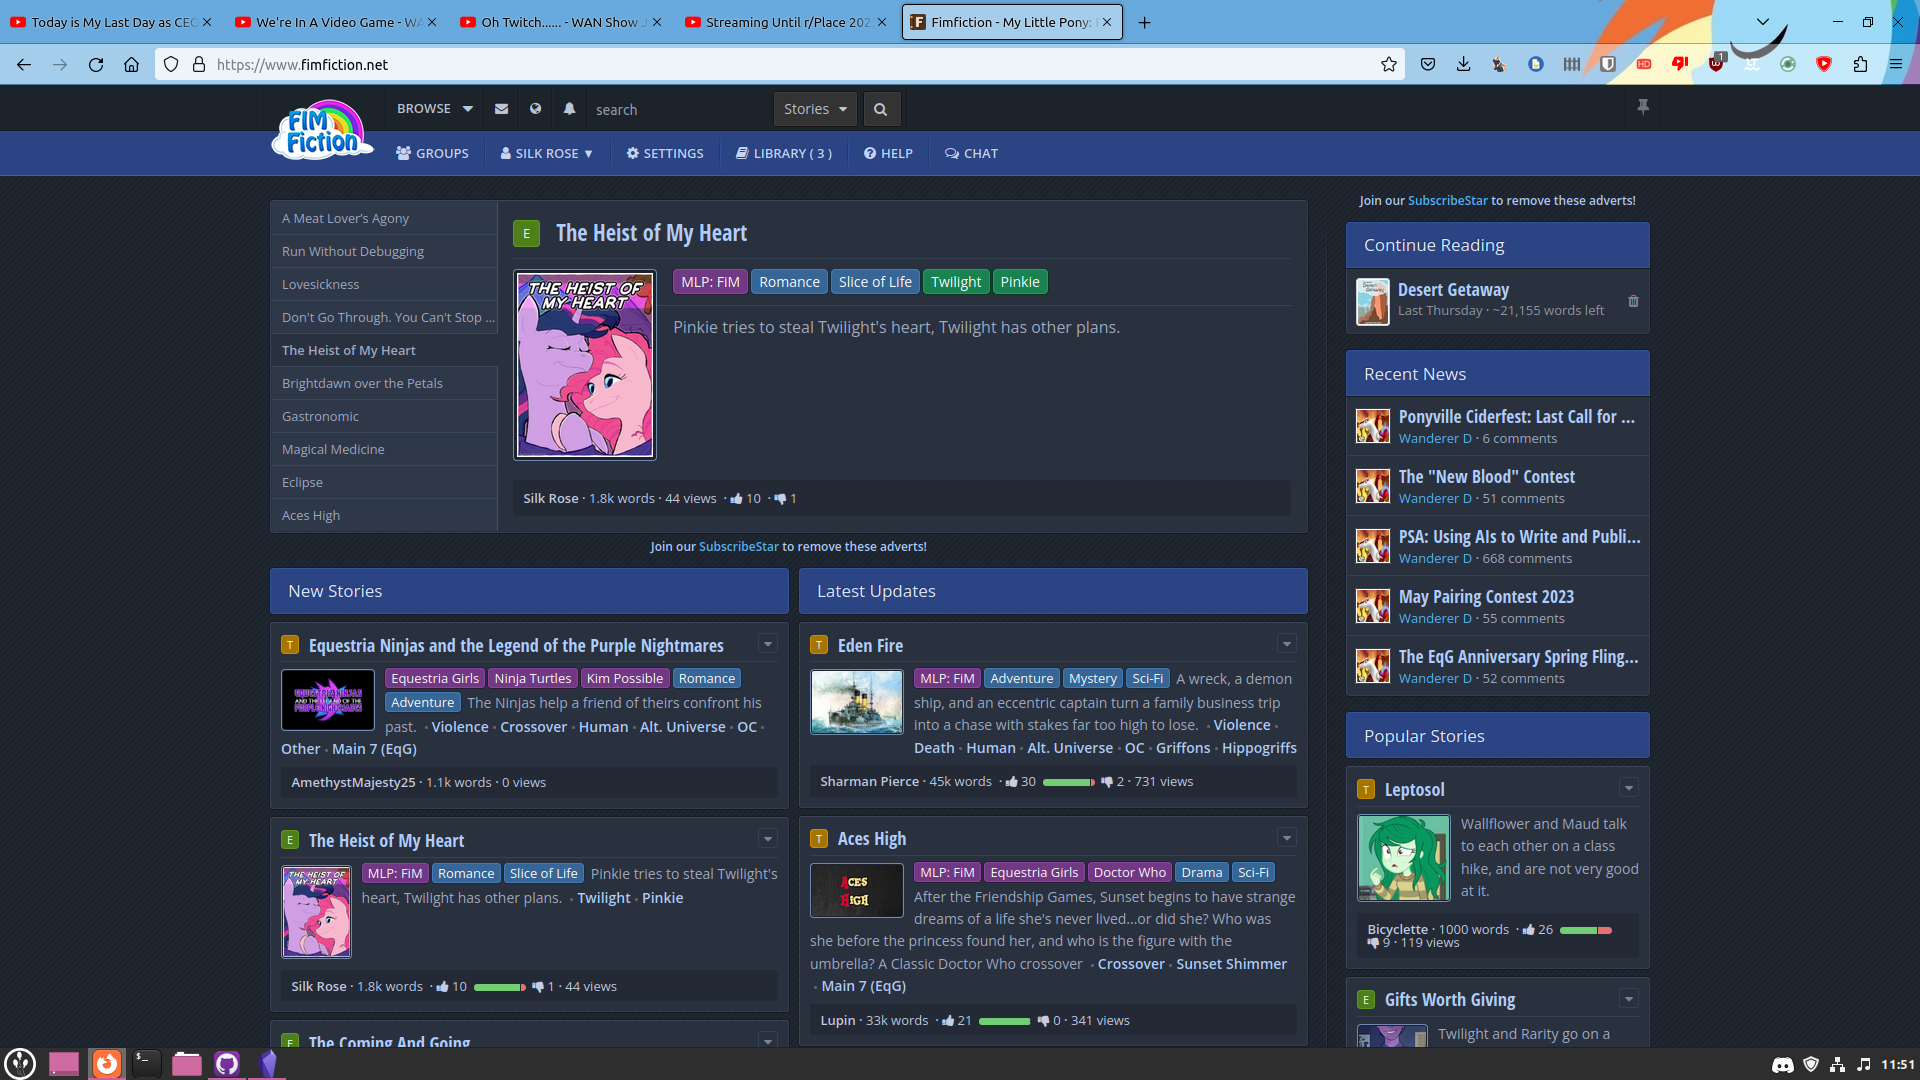 Today is My Last Day as CEO
We're In A Video Game - WA
Oh Twitch...... - WAN Show J
Streaming Until r/Place 202
Fimfiction - My Little Pony:
https://www.fimfiction.net
HD
1
FiM Fiction
BROWSE
search
Stories
GROUPS
SILK ROSE ▼
SETTINGS
LIBRARY ( 3 )
HELP
CHAT
A Meat Lover's Agony
Run Without Debugging
Lovesickness
Don't Go Through. You Can't Stop ...
The Heist of My Heart
Brightdawn over the Petals
Gastronomic
Magical Medicine
Eclipse
Aces High
E The Heist of My Heart
THE HEIST OF MY HEART
MLP: FiM Romance Slice of Life Twilight Pinkie
Pinkie tries to steal Twilight's heart, Twilight has other plans.
Silk Rose · 1.8k words · 44 views · 10 · 1
Join our SubscribeStar to remove these adverts!
New Stories
T Equestria Ninjas and the Legend of the Purple Nightmares
EQUESTRIA NINJAS
AND THE LEGEND OF THE
PURPLE NIGHTMARES
Equestria Girls Ninja Turtles Kim Possible Romance
Adventure The Ninjas help a friend of theirs confront his
past. · Violence · Crossover · Human · Alt. Universe · OC ·
Other · Main 7 (EqG)
AmethystMajesty25 · 1.1k words · 0 views
E The Heist of My Heart
THE HEIST OF MY HEART
MLP: FiM Romance Slice of Life Pinkie tries to steal Twilight's
heart, Twilight has other plans. · Twilight · Pinkie
Silk Rose · 1.8k words · 10 1 · 44 views
E The Coming And Going
Latest Updates
T Eden Fire
MLP: FiM Adventure Mystery Sci-Fi A wreck, a demon
ship, and an eccentric captain turn a family business trip
into a chase with stakes far too high to lose. · Violence ·
Death · Human · Alt. Universe · OC · Griffons · Hippogriffs
Sharman Pierce · 45k words · 30 2 · 731 views
T Aces High
ACES
HIGH
MLP: FiM Equestria Girls Doctor Who Drama Sci-Fi
After the Friendship Games, Sunset begins to have strange
dreams of a life she's never lived...or did she? Who was
she before the princess found her, and who is the figure with the
umbrella? A Classic Doctor Who crossover · Crossover · Sunset Shimmer
· Main 7 (EqG)
Lupin · 33k words · 21 0 · 341 views
Join our SubscribeStar to remove these adverts!
Continue Reading
Desert Getaway
Last Thursday · ~21,155 words left
Recent News
Ponyville Ciderfest: Last Call for ...
Wanderer D · 6 comments
The "New Blood" Contest
Wanderer D · 51 comments
PSA: Using AIs to Write and Publi...
Wanderer D · 668 comments
May Pairing Contest 2023
Wanderer D · 55 comments
The EqG Anniversary Spring Fling...
Wanderer D · 52 comments
Popular Stories
T Leptosol
Wallflower and Maud talk
to each other on a class
hike, and are not very good
at it.
Bicyclette · 1000 words · 26
9 · 119 views
E Gifts Worth Giving
Twilight and Rarity go on a
11:51